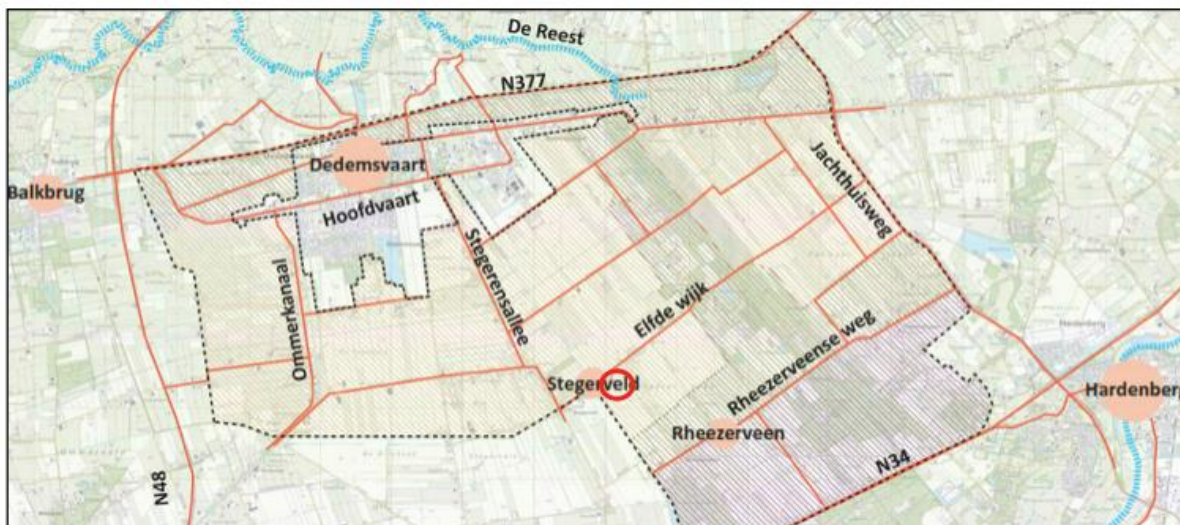 De Reest
N377
Dedemsvaart
Balkbrug
Hoofdvaart
Jachthuisweg
Stegerensallee
Ommerkanaal
Elfde wijk
Rheezerveense weg
Stegerveld
Hardenberg
Rheezerveen
N34
N48